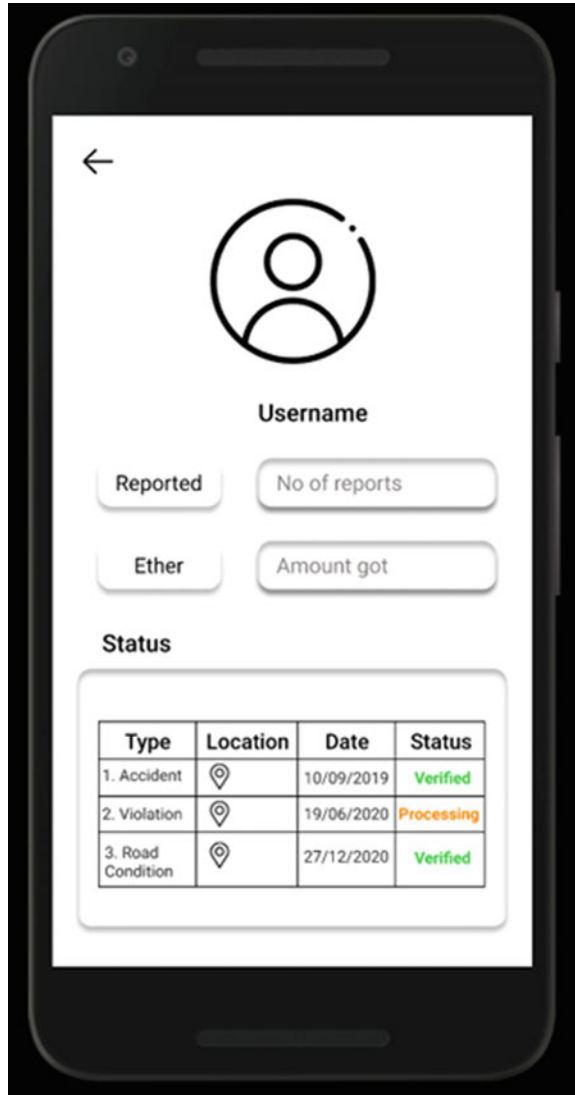 Username
Reported No of reports
Ether Amount got
Status
Type Location Date Status
1. Accident 10/09/2019 Verified
2. Violation 19/06/2020 Processing
3. Road
Condition 27/12/2020 Verified